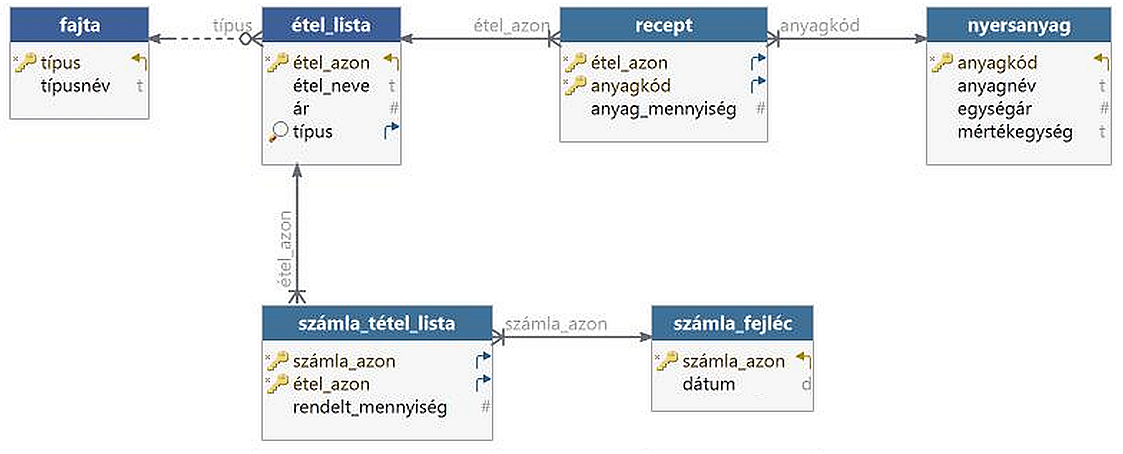 fajta
típus
típusnév t
típus
étel_lista
étel_azon
étel_neve t
ár #
típus
étel_azon
recept
étel_azon
anyagkód
anyag_mennyiség #
anyagkód
nyersanyag
anyagkód
anyagnév t
egységár #
mértékegység t
étel_azon
számla_tétel_lista
számla_azon
étel_azon
rendelt_mennyiség #
számla_azon
számla_fejléc
számla_azon
dátum d